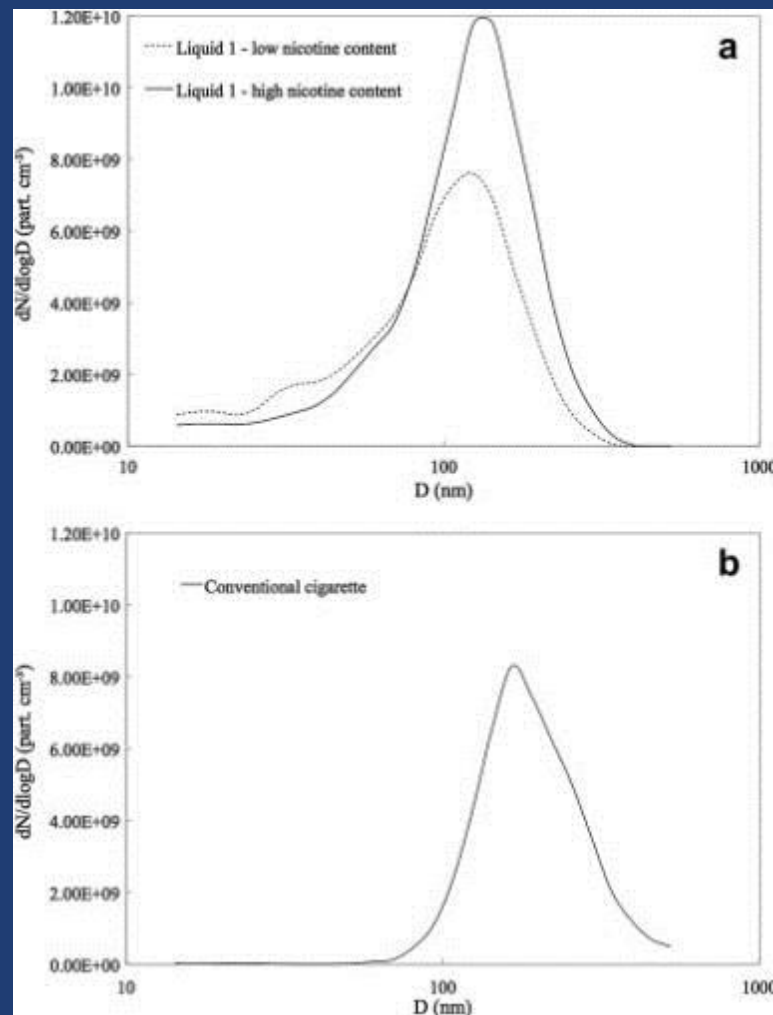 1.20E+10
Liquid 1 - low nicotine content
a
1.00E+10
Liquid 1 - high nicotine content
8.00E+09
6.00E+09
4.00E+09
2.00E+09
0.00E+00
dN/dlogD (part. cm⁻³)
10
100
1000
D (nm)
1.20E+10
b
1.00E+10
Conventional cigarette
8.00E+09
6.00E+09
4.00E+09
2.00E+09
0.00E+00
dN/dlogD (part. cm⁻³)
10
100
1000
D (nm)